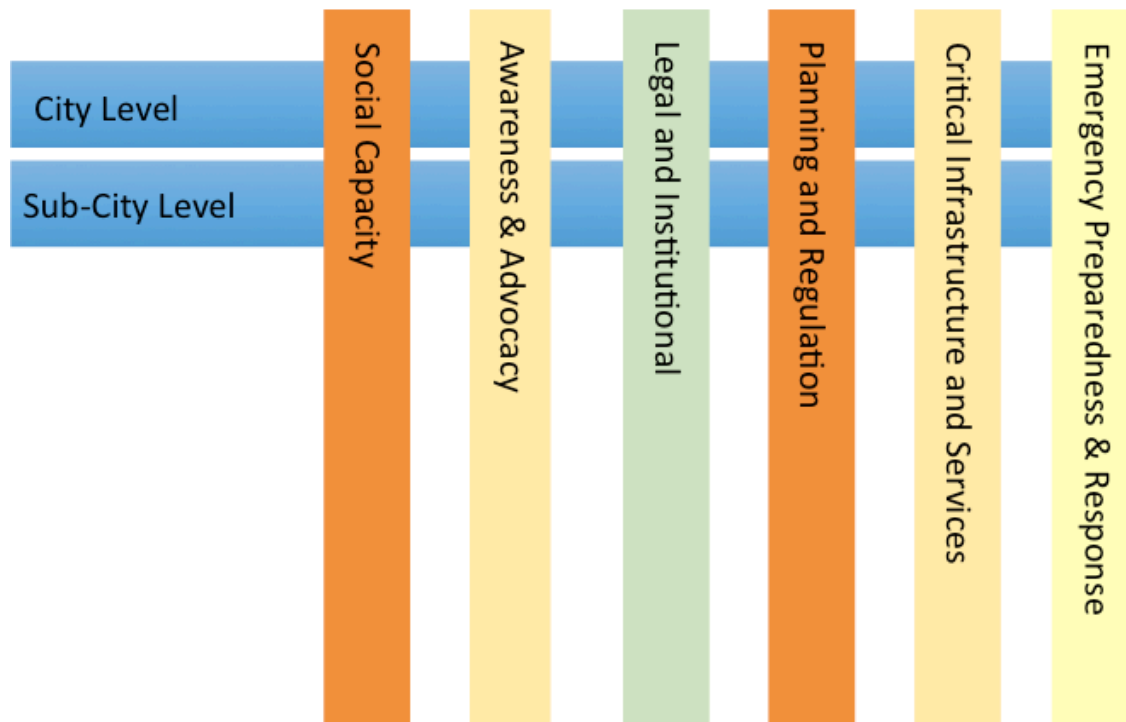 City Level
Sub-City Level
Social Capacity
Awareness & Advocacy
Legal and Institutional
Planning and Regulation
Critical Infrastructure and Services
Emergency Preparedness & Response